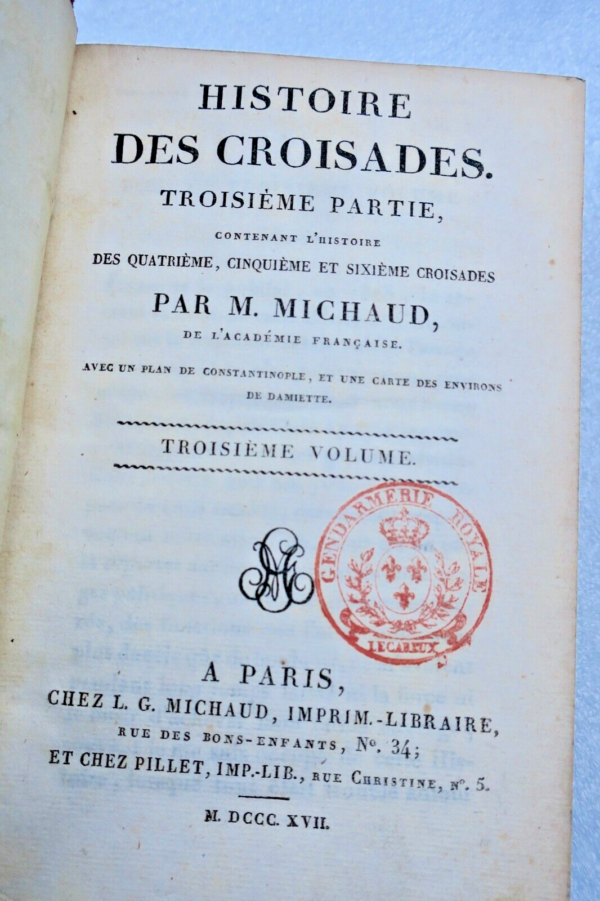 HISTOIRE
DES CROISADES.
TROISIÈME PARTIE,
CONTENANT L'HISTOIRE
DES QUATRIÈME, CINQUIÈME ET SIXIÈME CROISADES
PAR M. MICHAUD,
DE L'ACADÉMIE FRANÇAISE.
AVEC UN PLAN DE CONSTANTINOPLE, ET UNE CARTE DES ENVIRONS
DE DAMIETTE.
TROISIÈME VOLUME.
GENDARMERIE ROYALE
LECAREUX
A PARIS,
CHEZ L. G. MICHAUD, IMPRIM.-LIBRAIRE,
RUE DES BONS-ENFANTS, Nº. 34;
ET CHEZ PILLET, IMP.-LIB., RUE CHRISTINE, Nº. 5.
M. DCCC. XVII.